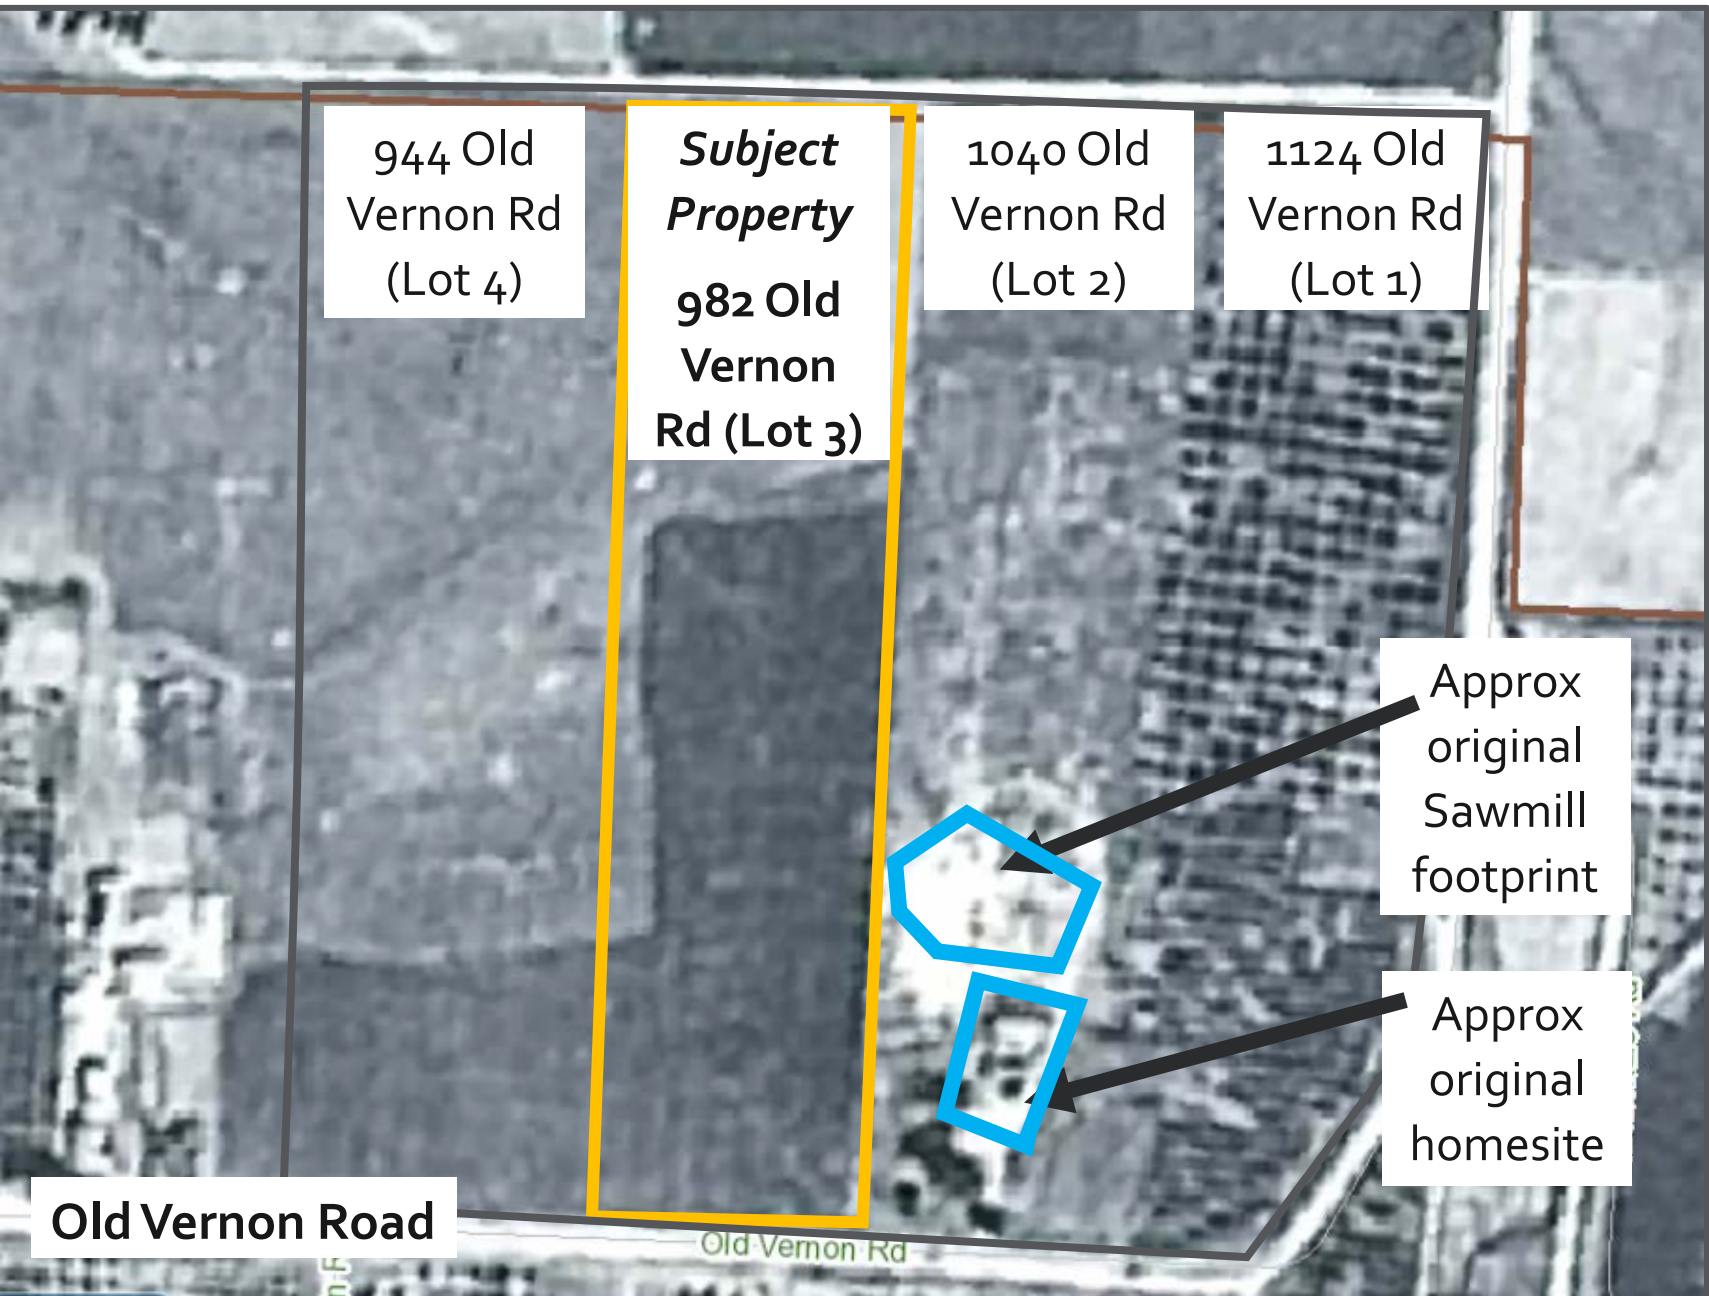 944 Old
Vernon Rd
(Lot 4)
Subject
Property
982 Old
Vernon
Rd (Lot 3)
1040 Old
Vernon Rd
(Lot 2)
1124 Old
Vernon Rd
(Lot 1)
Approx
original
Sawmill
footprint
Approx
original
homesite
Old Vernon Road
Old Vernon Rd